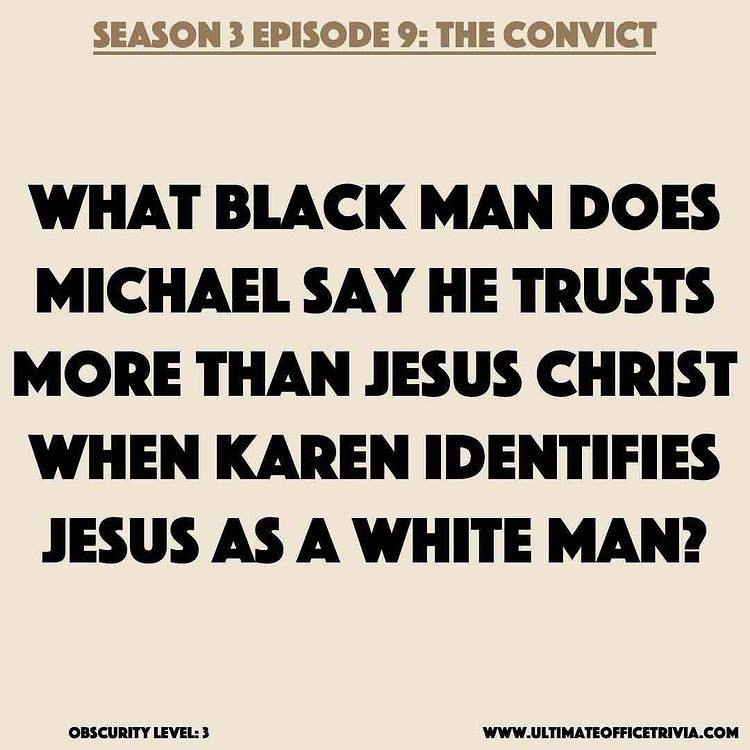 SEASON 3 EPISODE 9: THE CONVICT
WHAT BLACK MAN DOES
MICHAEL SAY HE TRUSTS
MORE THAN JESUS CHRIST
WHEN KAREN IDENTIFIES
JESUS AS A WHITE MAN?
OBSCURITY LEVEL: 3
WWW.ULTIMATEOFFICETRIVIA.COM